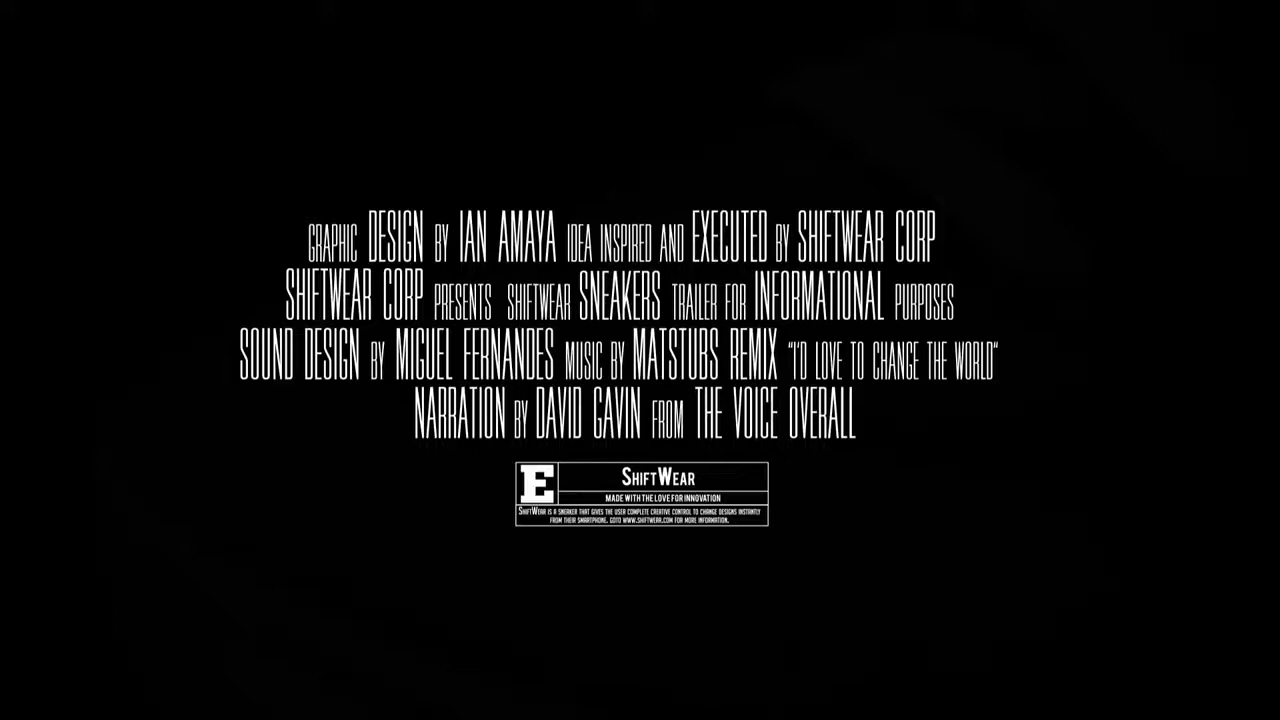 GRAPHIC DESIGN BY IAN AMAYA IDEA INSPIRED AND EXECUTED BY SHIFTWEAR CORP
SHIFTWEAR CORP PRESENTS SHIFTWEAR SNEAKERS TRAILER FOR INFORMATIONAL PURPOSES
SOUND DESIGN BY MIGUEL FERNANDES MUSIC BY MATSTUBS REMIX "I'D LOVE TO CHANGE THE WORLD"
NARRATION BY DAVID GAVIN FROM THE VOICE OVERALL
E
SHIFTWEAR
MADE WITH THE LOVE FOR INNOVATION
SHIFTWEAR IS A SNEAKER THAT GIVES THE USER COMPLETE CREATIVE CONTROL TO CHANGE DESIGNS INSTANTLY
FROM THEIR SMARTPHONE. GOTO WWW.SHIFTWEAR.COM FOR MORE INFORMATION.